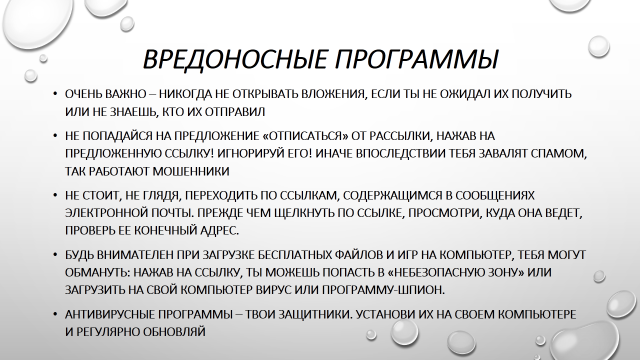 ВРЕДОНОСНЫЕ ПРОГРАММЫ
• ОЧЕНЬ ВАЖНО – НИКОГДА НЕ ОТКРЫВАТЬ ВЛОЖЕНИЯ, ЕСЛИ ТЫ НЕ ОЖИДАЛ ИХ ПОЛУЧИТЬ
ИЛИ НЕ ЗНАЕШЬ, КТО ИХ ОТПРАВИЛ
• НЕ ПОПАДАЙСЯ НА ПРЕДЛОЖЕНИЕ «ОТПИСАТЬСЯ» ОТ РАССЫЛКИ, НАЖАВ НА
ПРЕДЛОЖЕННУЮ ССЫЛКУ! ИГНОРИРУЙ ЕГО! ИНАЧЕ ВПОСЛЕДСТВИИ ТЕБЯ ЗАВАЛЯТ СПАМОМ,
ТАК РАБОТАЮТ МОШЕННИКИ
• НЕ СТОИТ, НЕ ГЛЯДЯ, ПЕРЕХОДИТЬ ПО ССЫЛКАМ, СОДЕРЖАЩИМСЯ В СООБЩЕНИЯХ
ЭЛЕКТРОННОЙ ПОЧТЫ. ПРЕЖДЕ ЧЕМ ЩЕЛКНУТЬ ПО ССЫЛКЕ, ПРОСМОТРИ, КУДА ОНА ВЕДЕТ,
ПРОВЕРЬ ЕЕ КОНЕЧНЫЙ АДРЕС.
• БУДЬ ВНИМАТЕЛЕН ПРИ ЗАГРУЗКЕ БЕСПЛАТНЫХ ФАЙЛОВ И ИГР НА КОМПЬЮТЕР, ТЕБЯ МОГУТ
ОБМАНУТЬ: НАЖАВ НА ССЫЛКУ, ТЫ МОЖЕШЬ ПОПАСТЬ В «НЕБЕЗОПАСНУЮ ЗОНУ» ИЛИ
ЗАГРУЗИТЬ НА СВОЙ КОМПЬЮТЕР ВИРУС ИЛИ ПРОГРАММУ-ШПИОН.
• АНТИВИРУСНЫЕ ПРОГРАММЫ – ТВОИ ЗАЩИТНИКИ. УСТАНОВИ ИХ НА СВОЕМ КОМПЬЮТЕРЕ
И РЕГУЛЯРНО ОБНОВЛЯЙ